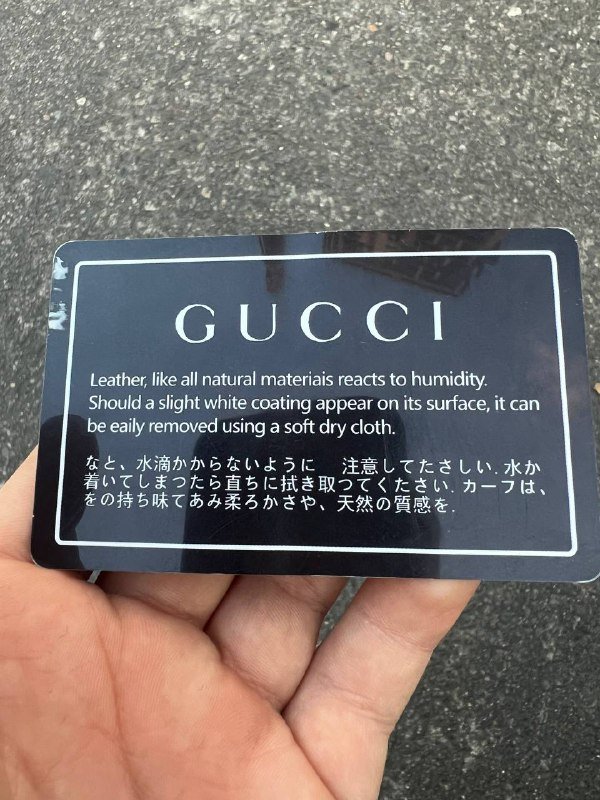 GUCCI
Leather, like all natural materiais reacts to humidity.
Should a slight white coating appear on its surface, it can
be eaily removed using a soft dry cloth.
なと、水滴かからないように　注意してたさしい. 水か
着いてしまつたら直ちに拭き取つてくたさい. カーフは、
をの持ち味てあみ柔ろかさや、天然の質感を.